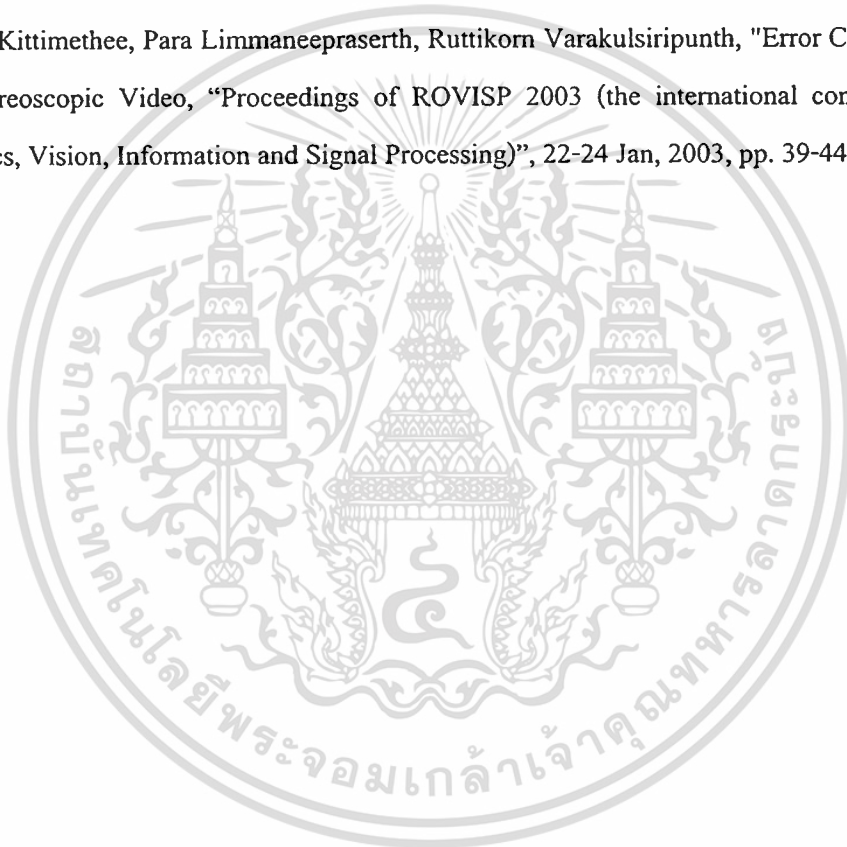 Kittimethee, Para Limmaneepraserth, Ruttikorn Varakulsiripunth, "Error C
reoscopic Video, “Proceedings of ROVISP 2003 (the international con
s, Vision, Information and Signal Processing)”, 22-24 Jan, 2003, pp. 39-44
สถาบันเทคโนโลยีพระจอมเกล้าเจ้าคุณทหารลาดกระบัง